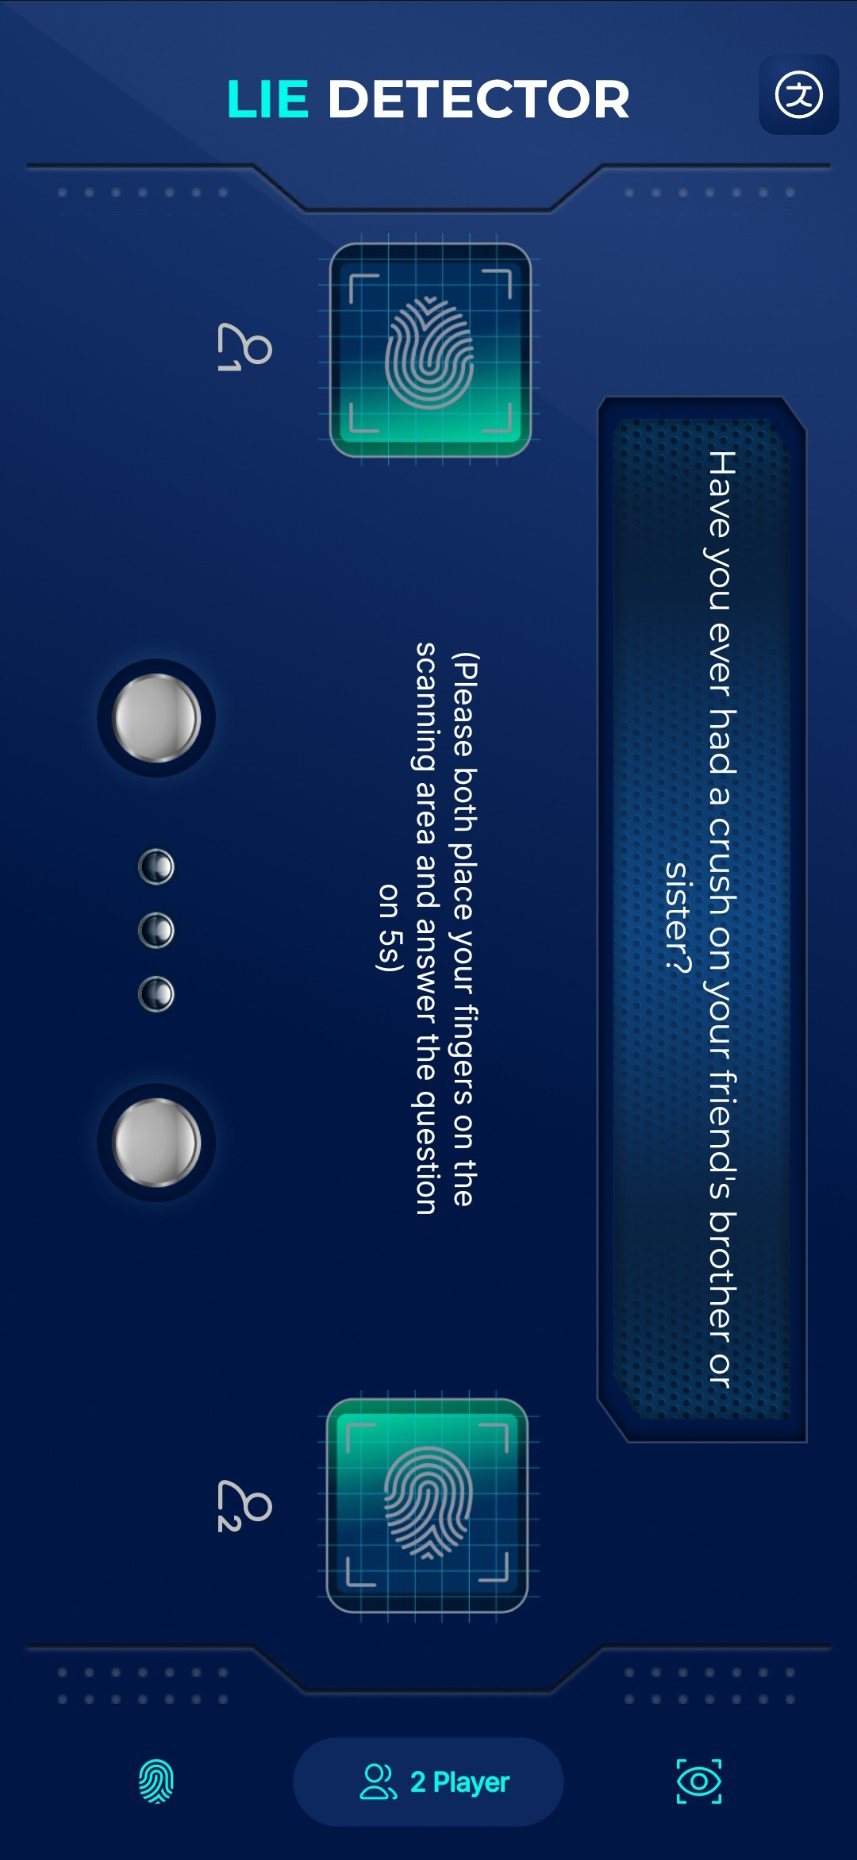 LIE DETECTOR
Have you ever had a crush on your friend's brother or
sister?
(Please both place your fingers on the
scanning area and answer the question
on 5s)
1
2
2 Player